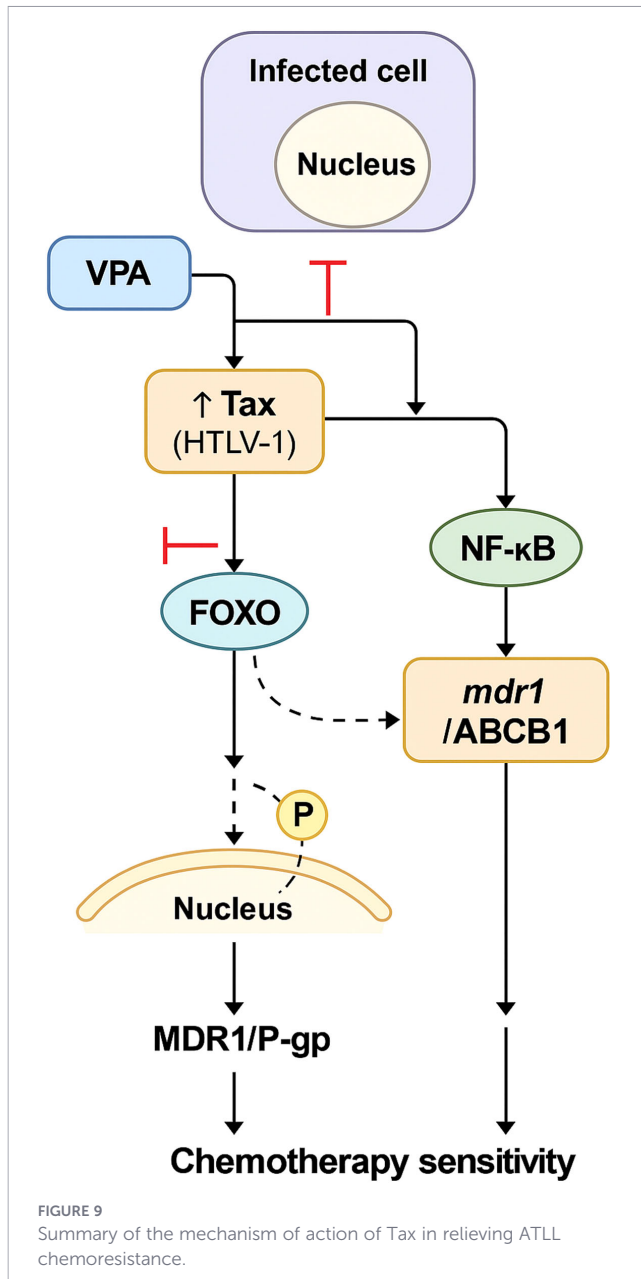 Infected cell
Nucleus
VPA
↑ Tax
(HTLV-1)
NF-κB
FOXO
mdr1
/ABCB1
P
Nucleus
MDR1/P-gp
Chemotherapy sensitivity
FIGURE 9
Summary of the mechanism of action of Tax in relieving ATLL
chemoresistance.